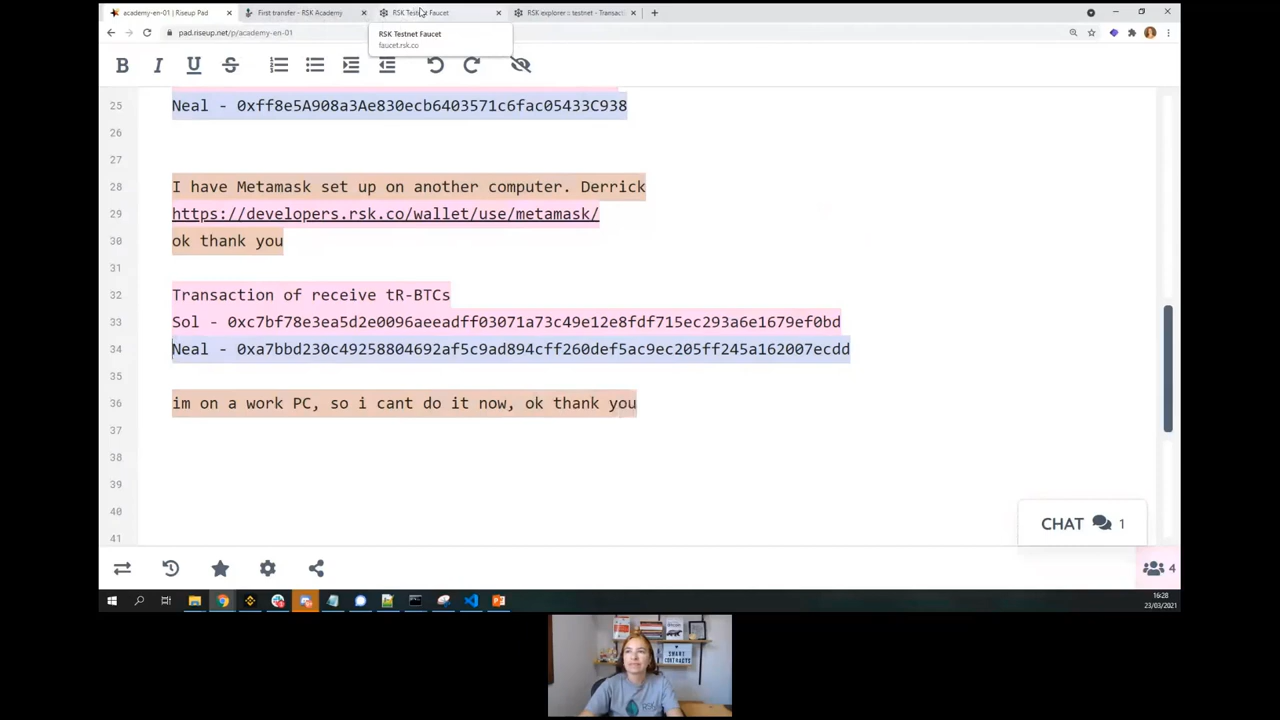 academy-en-01 | Riseup Pad
First transfer - RSK Academy
RSK Testnet Faucet
RSK explorer :: testnet - Transact
pad.riseup.net/p/academy-en-01
RSK Testnet Faucet
faucet.rsk.co
25 Neal - 0xff8e5A908a3Ae830ecb6403571c6fac05433C938
26
27
28 I have Metamask set up on another computer. Derrick
29 https://developers.rsk.co/wallet/use/metamask/
30 ok thank you
31
32 Transaction of receive tR-BTCs
33 Sol - 0xc7bf78e3ea5d2e0096aeeadff03071a73c49e12e8fdf715ec293a6e1679ef0bd
34 Neal - 0xa7bbd230c49258804692af5c9ad894cff260def5ac9ec205ff245a162007ecdd
35
36 im on a work PC, so i cant do it now, ok thank you
37
38
39
40
41
CHAT 1
4
16:28
23/03/2021
SMART
CONTRACTS
RSK